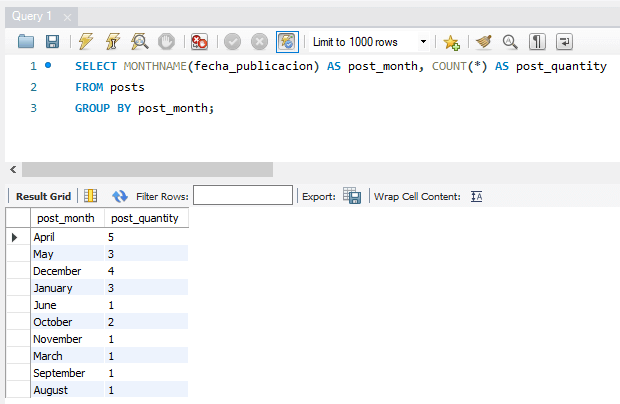 Query 1
Limit to 1000 rows
1 SELECT MONTHNAME(fecha_publicacion) AS post_month, COUNT(*) AS post_quantity
2 FROM posts
3 GROUP BY post_month;
Result Grid Filter Rows: Export: Wrap Cell Content:
post_month post_quantity
April 5
May 3
December 4
January 3
June 1
October 2
November 1
March 1
September 1
August 1